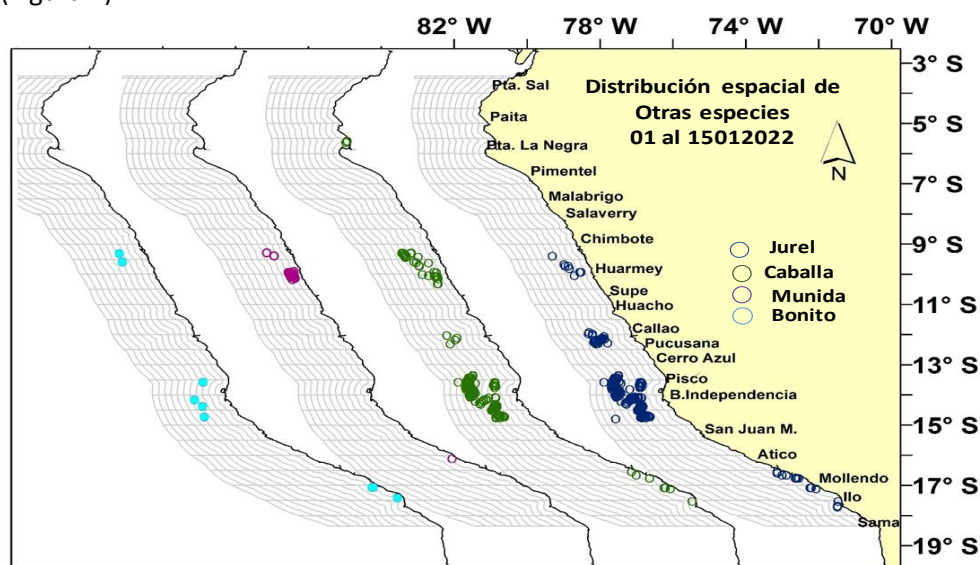 82° W 78° W 74° W 70° W
3° S
Pta. Sal
Distribución espacial de
Otras especies
01 al 15012022
Paita
5° S
Pta. La Negra
N
Pimentel
7° S
Malabrigo
Salaverry
Chimbote
9° S
Jurel
Huarmey
Caballa
Supe
Munida
Huacho
11° S
Bonito
Callao
Pucusana
Cerro Azul
13° S
Pisco
B.Independencia
San Juan M.
15° S
Atico
Mollendo
17° S
Ilo
Sama
19° S